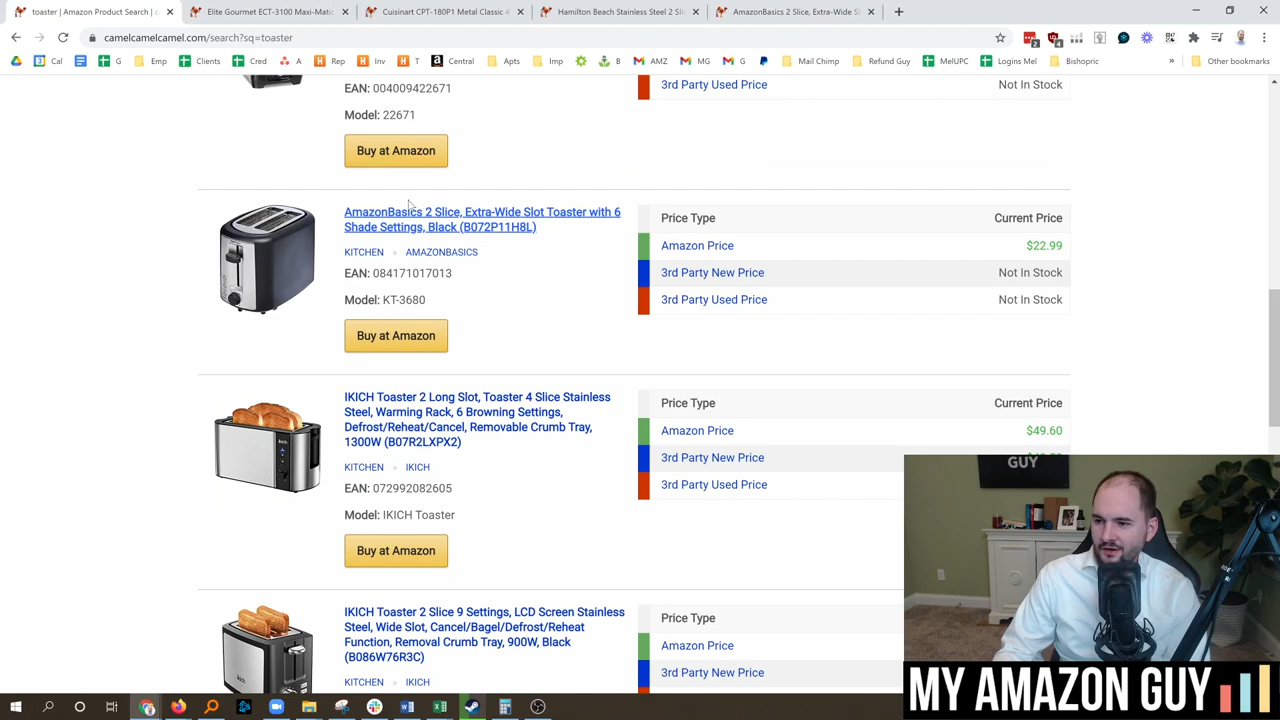 toaster | Amazon Product Search | c
Elite Gourmet ECT-3100 Maxi-Matic
Cuisinart CPT-180P1 Metal Classic 4
Hamilton Beach Stainless Steel 2 Sli
AmazonBasics 2 Slice, Extra-Wide Sl
camelcamelcamel.com/search?sq=toaster
Cal
G
Emp
Clients
Cred
A
Rep
Inv
T
Central
Apts
Imp
B
AMZ
MG
G
Mail Chimp
Refund Guy
MelUPC
Logins Mel
Bishopric
»
Other bookmarks
EAN: 004009422671
3rd Party Used Price
Not In Stock
Model: 22671
Buy at Amazon
AmazonBasics 2 Slice, Extra-Wide Slot Toaster with 6
Shade Settings, Black (B072P11H8L)
KITCHEN » AMAZONBASICS
EAN: 084171017013
Model: KT-3680
Buy at Amazon
Price Type Current Price
Amazon Price $22.99
3rd Party New Price Not In Stock
3rd Party Used Price Not In Stock
IKICH Toaster 2 Long Slot, Toaster 4 Slice Stainless
Steel, Warming Rack, 6 Browning Settings,
Defrost/Reheat/Cancel, Removable Crumb Tray,
1300W (B07R2LXPX2)
KITCHEN » IKICH
EAN: 072992082605
Model: IKICH Toaster
Buy at Amazon
Price Type Current Price
Amazon Price $49.60
3rd Party New Price
3rd Party Used Price
IKICH Toaster 2 Slice 9 Settings, LCD Screen Stainless
Steel, Wide Slot, Cancel/Bagel/Defrost/Reheat
Function, Removal Crumb Tray, 900W, Black
(B086W76R3C)
KITCHEN » IKICH
Price Type
Amazon Price
3rd Party New Price
GUY
MY AMAZON GUY